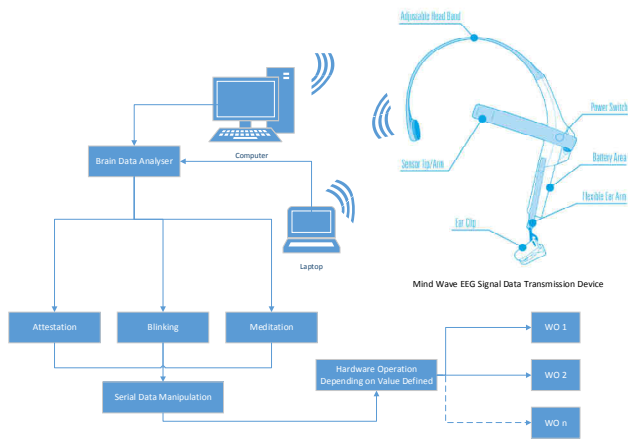 Adjustable Head Band
Power Switch
Computer
Brain Data Analyser
Sensor Tip/Arm
Battery Area
Flexible Ear Arm
Ear Clip
Laptop
Mind Wave EEG Signal Data Transmission Device
Attestation
Blinking
Meditation
WO 1
Hardware Operation
Depending on Value Defined
WO 2
Serial Data Manipulation
WO n